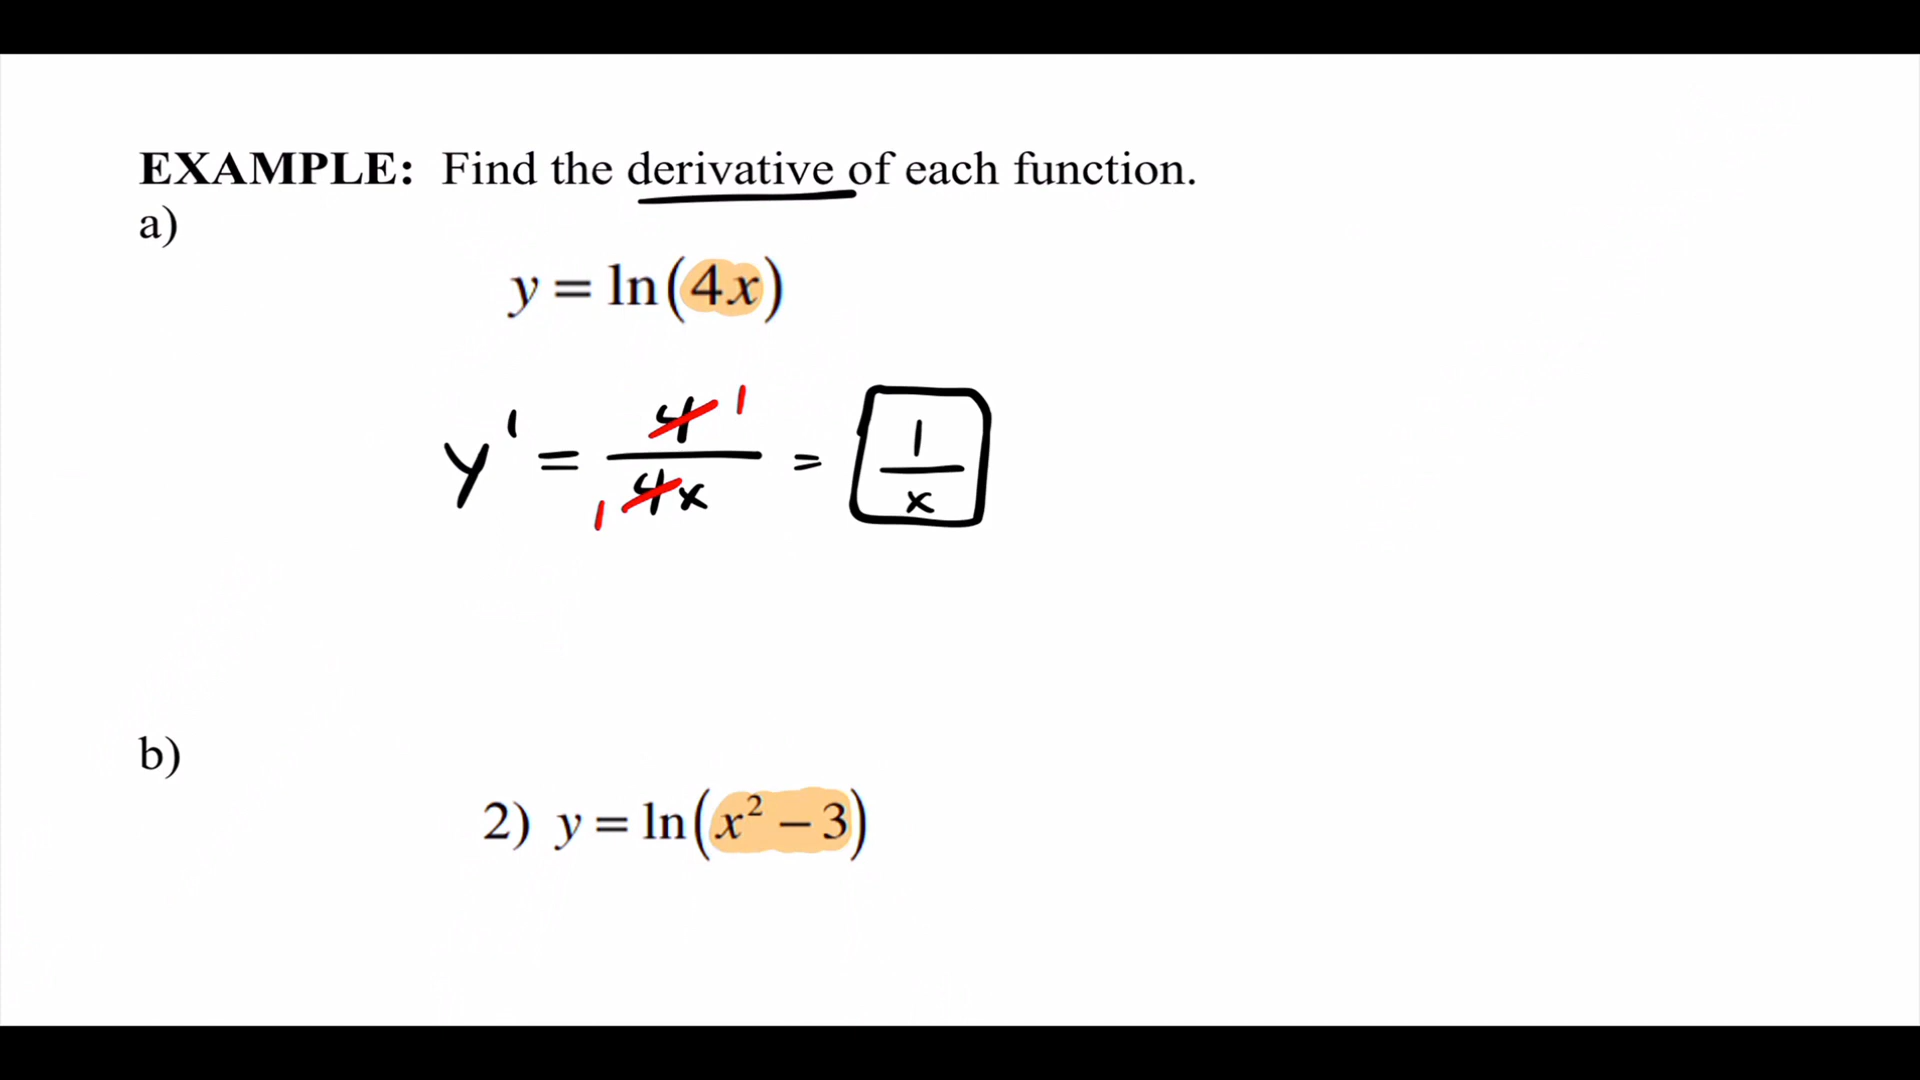 EXAMPLE: Find the derivative of each function.
a)
y = ln(4x)
y' = 4 1 / 1 4x = 1/x
b)
2) y = ln(x² − 3)